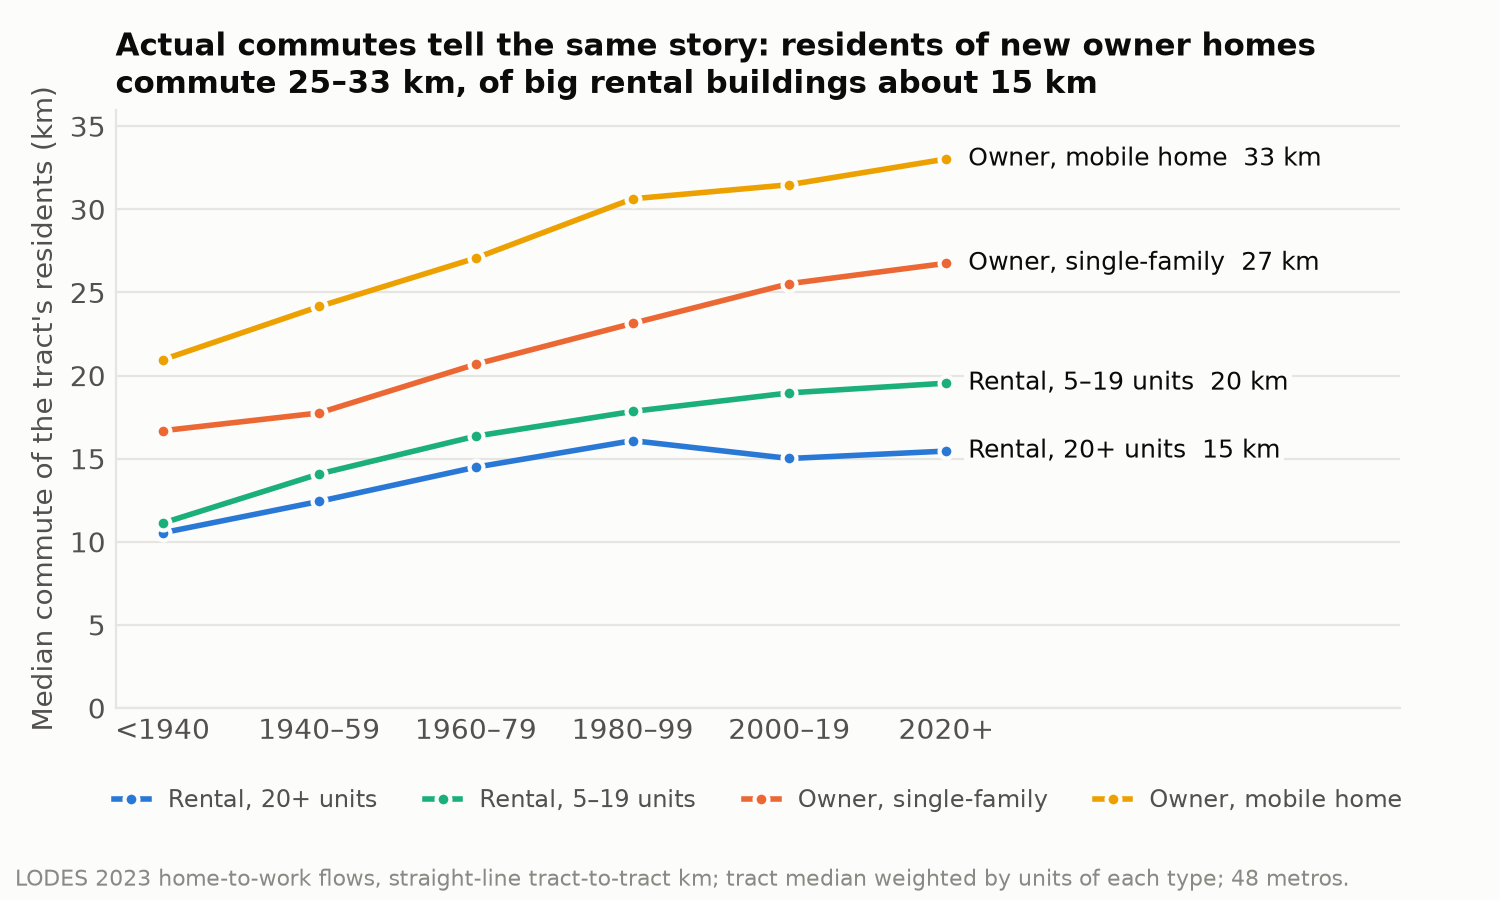 Actual commutes tell the same story: residents of new owner homes
commute 25–33 km, of big rental buildings about 15 km
Median commute of the tract's residents (km)
35
30
25
20
15
10
5
0
Owner, mobile home  33 km
Owner, single-family  27 km
Rental, 5–19 units  20 km
Rental, 20+ units  15 km
<1940 1940–59 1960–79 1980–99 2000–19 2020+
Rental, 20+ units Rental, 5–19 units Owner, single-family Owner, mobile home
LODES 2023 home-to-work flows, straight-line tract-to-tract km; tract median weighted by units of each type; 48 metros.